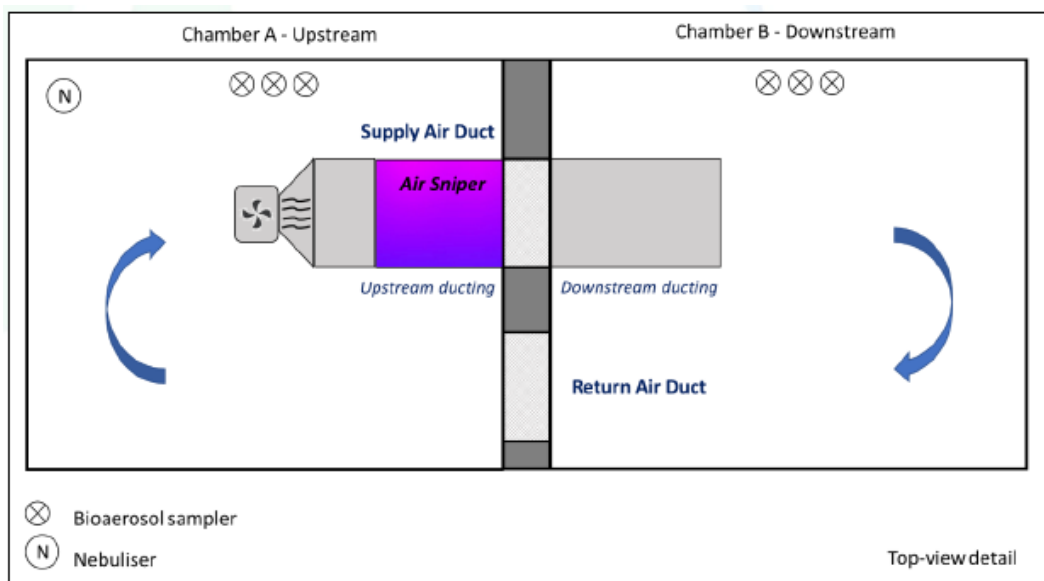 Chamber A - Upstream
Chamber B - Downstream
N
Supply Air Duct
Air Sniper
Upstream ducting
Downstream ducting
Return Air Duct
Bioaerosol sampler
N
Nebuliser
Top-view detail